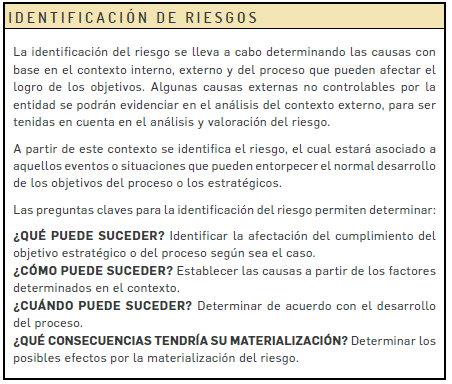 IDENTIFICACIÓN DE RIESGOS
La identificación del riesgo se lleva a cabo determinando las causas con
base en el contexto interno, externo y del proceso que pueden afectar el
logro de los objetivos. Algunas causas externas no controlables por la
entidad se podrán evidenciar en el análisis del contexto externo, para ser
tenidas en cuenta en el análisis y valoración del riesgo.
A partir de este contexto se identifica el riesgo, el cual estará asociado a
aquellos eventos o situaciones que pueden entorpecer el normal desarrollo
de los objetivos del proceso o los estratégicos.
Las preguntas claves para la identificación del riesgo permiten determinar:
¿QUÉ PUEDE SUCEDER? Identificar la afectación del cumplimiento del
objetivo estratégico o del proceso según sea el caso.
¿CÓMO PUEDE SUCEDER? Establecer las causas a partir de los factores
determinados en el contexto.
¿CUÁNDO PUEDE SUCEDER? Determinar de acuerdo con el desarrollo
del proceso.
¿QUÉ CONSECUENCIAS TENDRÍA SU MATERIALIZACIÓN? Determinar los
posibles efectos por la materialización del riesgo.